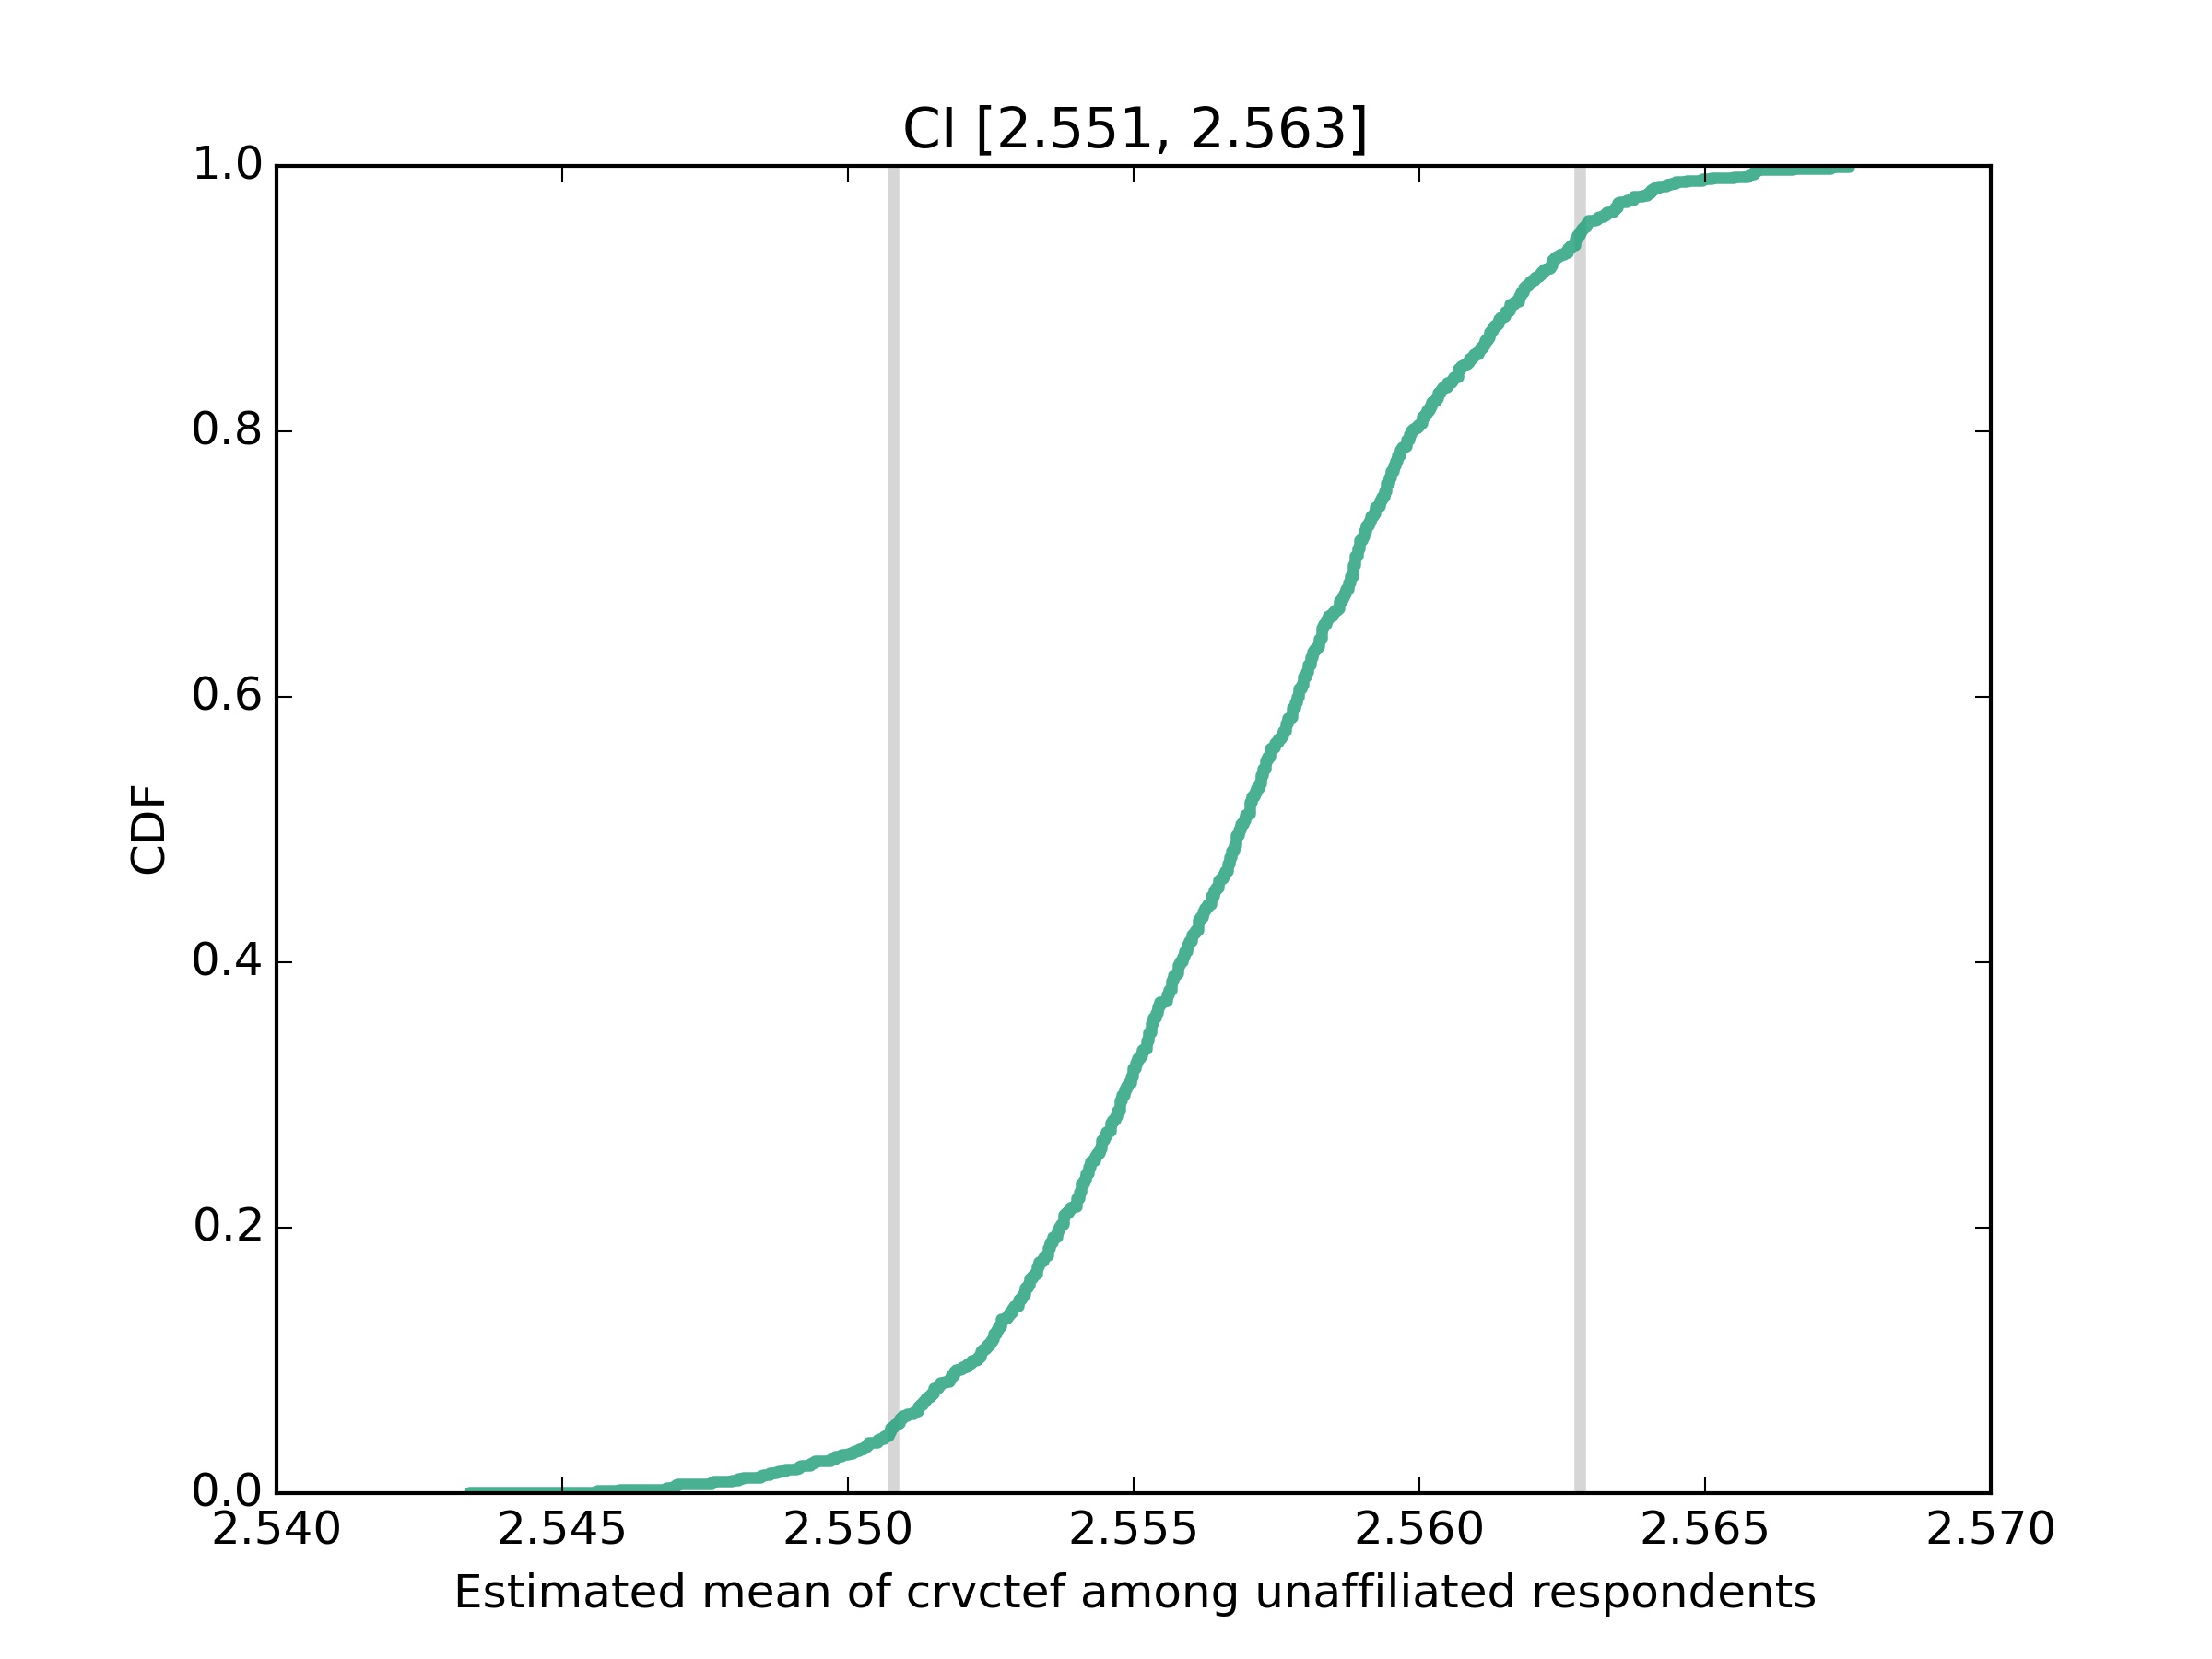 CI [2.551, 2.563]
1.0
0.8
0.6
0.4
0.2
0.0
CDF
2.540 2.545 2.550 2.555 2.560 2.565 2.570
Estimated mean of crvctef among unaffiliated respondents